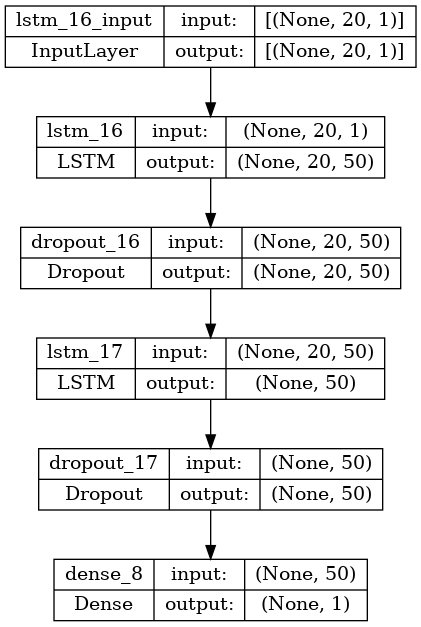 lstm_16_input input: [(None, 20, 1)]
InputLayer output: [(None, 20, 1)]
lstm_16 input: (None, 20, 1)
LSTM output: (None, 20, 50)
dropout_16 input: (None, 20, 50)
Dropout output: (None, 20, 50)
lstm_17 input: (None, 20, 50)
LSTM output: (None, 50)
dropout_17 input: (None, 50)
Dropout output: (None, 50)
dense_8 input: (None, 50)
Dense output: (None, 1)